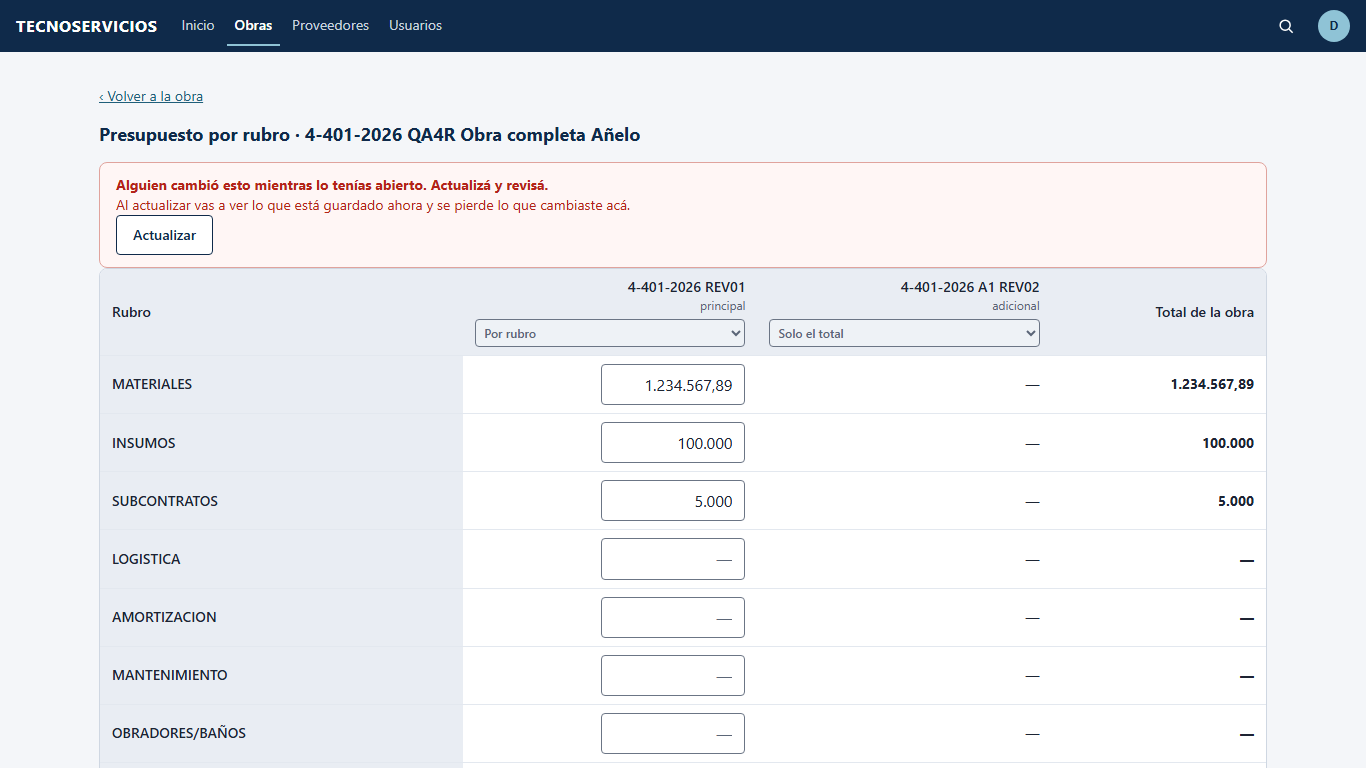 TECNOSERVICIOS Inicio Obras Proveedores Usuarios D
‹ Volver a la obra
Presupuesto por rubro · 4-401-2026 QA4R Obra completa Añelo
Alguien cambió esto mientras lo tenías abierto. Actualizá y revisá.
Al actualizar vas a ver lo que está guardado ahora y se pierde lo que cambiaste acá.
Actualizar
Rubro
4-401-2026 REV01
principal
Por rubro
4-401-2026 A1 REV02
adicional
Solo el total
Total de la obra
MATERIALES 1.234.567,89 — 1.234.567,89
INSUMOS 100.000 — 100.000
SUBCONTRATOS 5.000 — 5.000
LOGISTICA — — —
AMORTIZACION — — —
MANTENIMIENTO — — —
OBRADORES/BAÑOS — — —